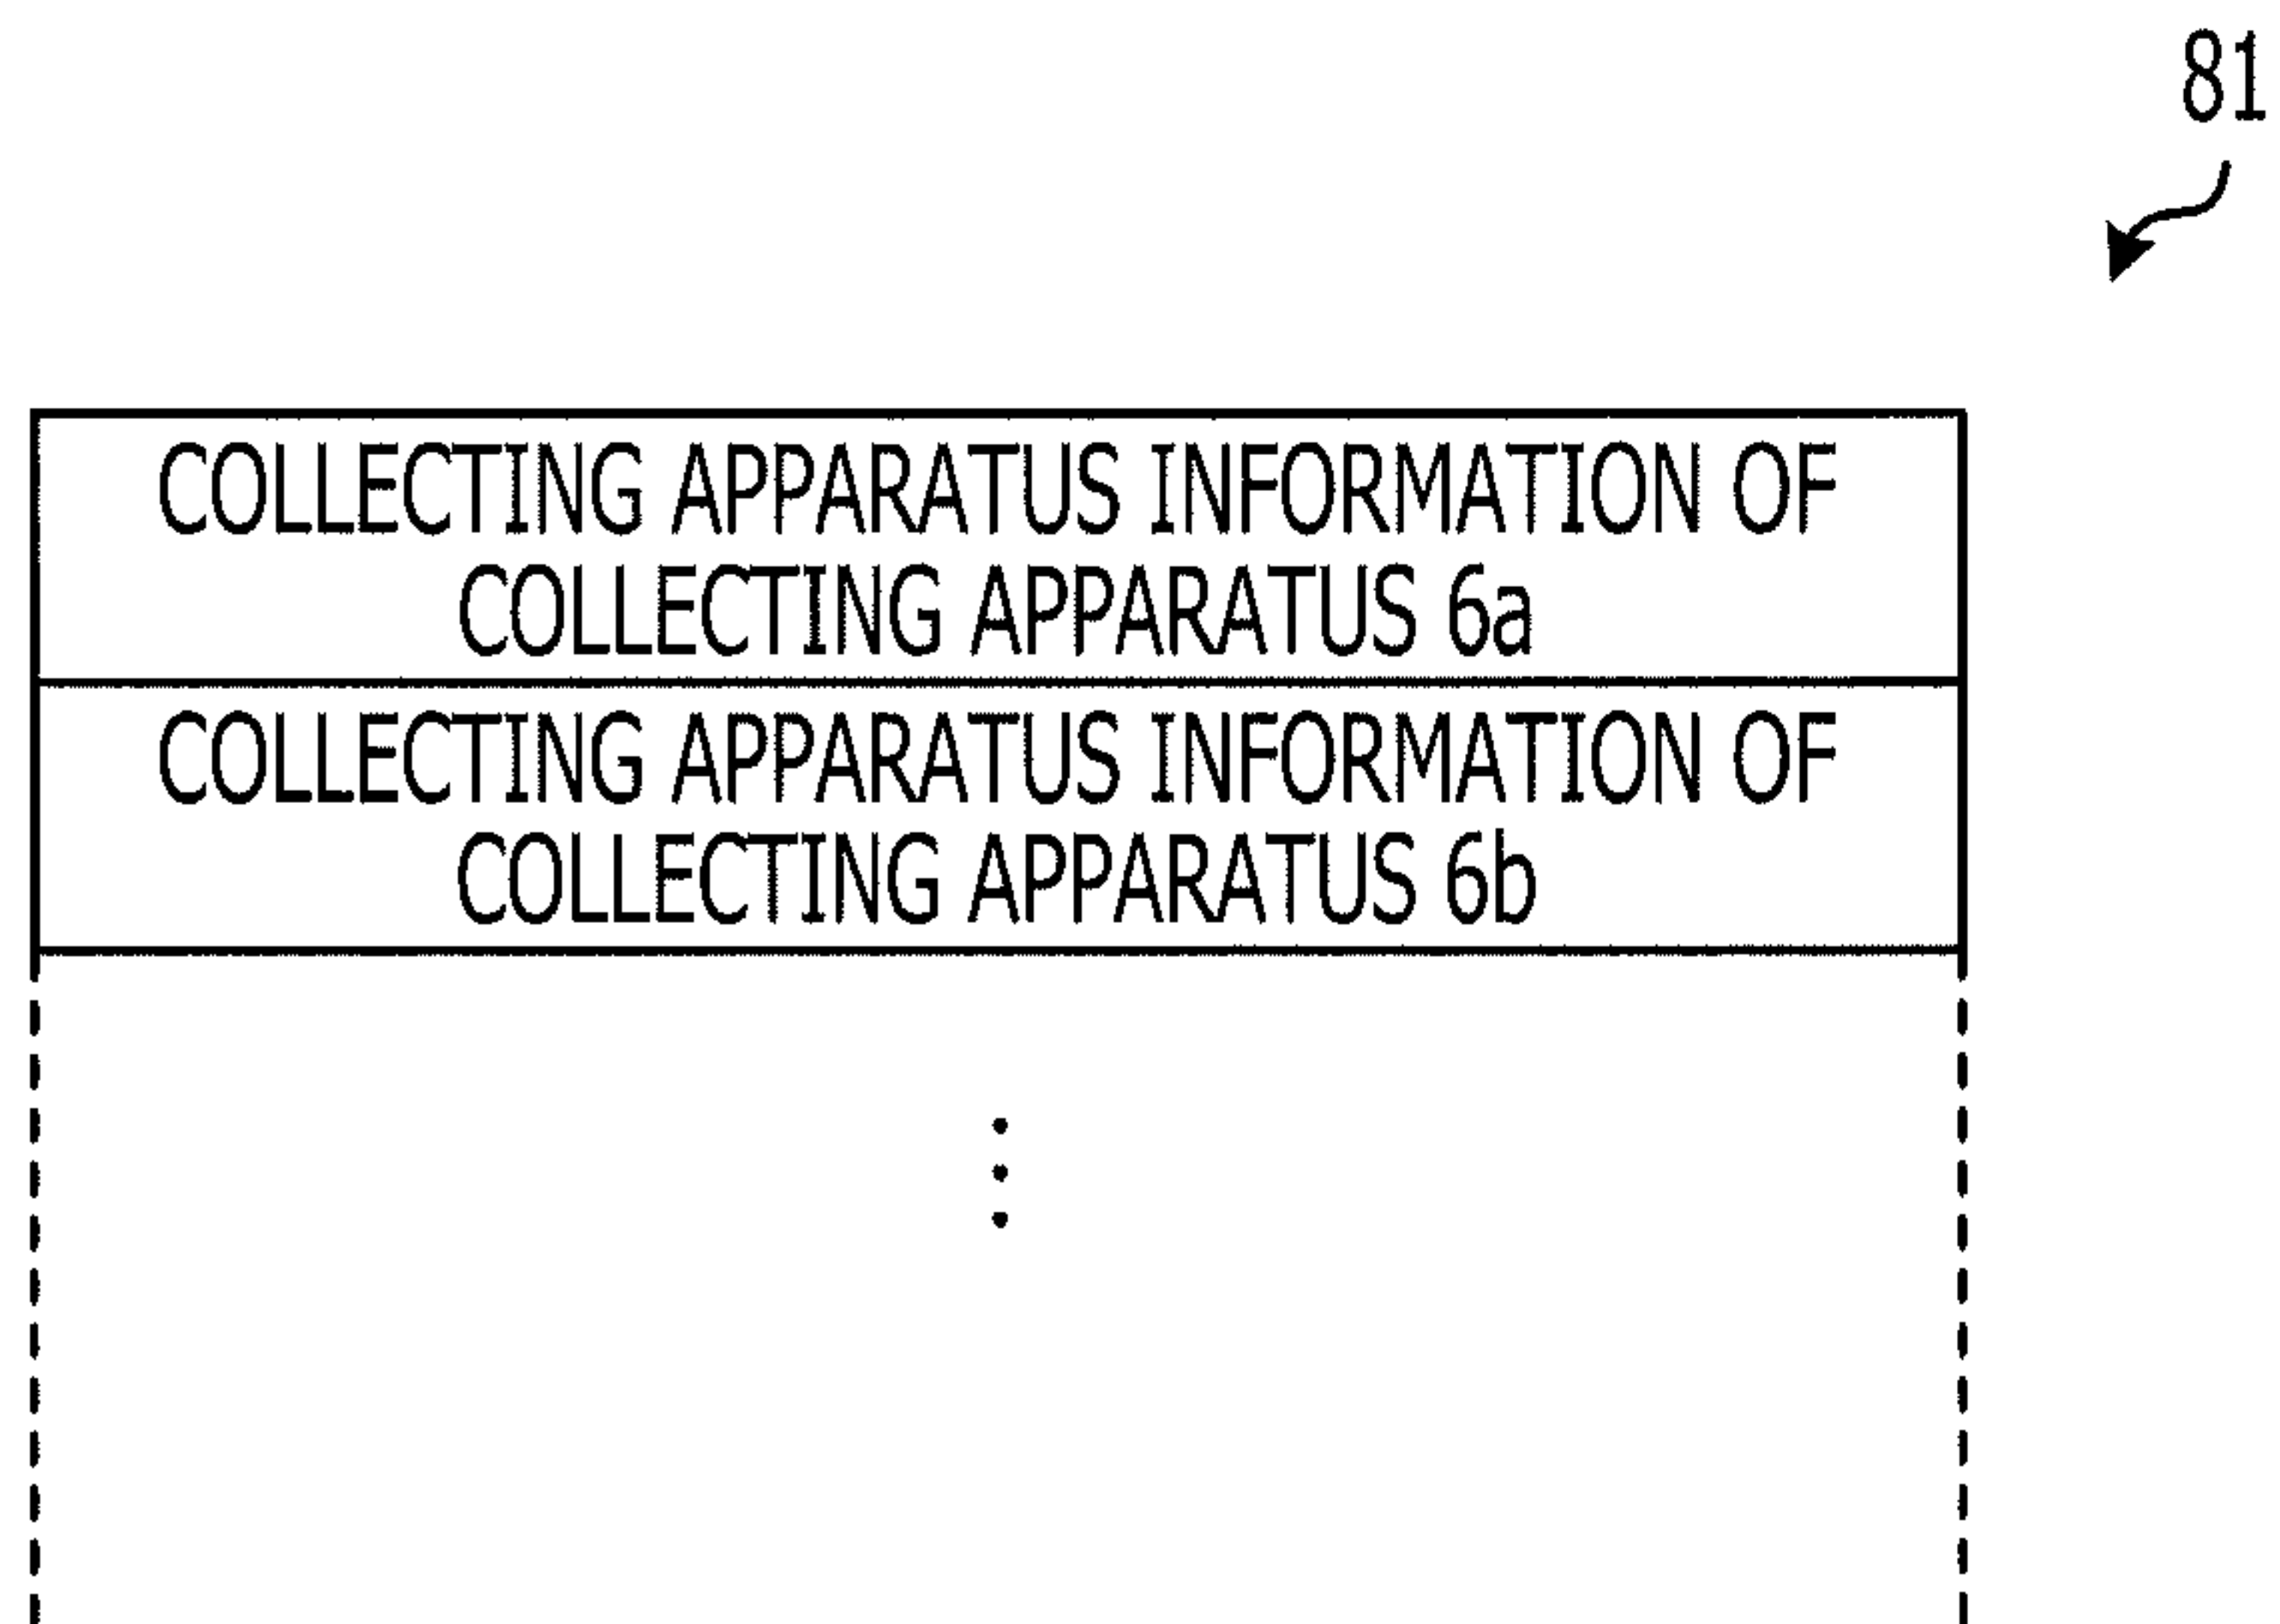 81
COLLECTING APPARATUS INFORMATION OF
COLLECTING APPARATUS 6a
COLLECTING APPARATUS INFORMATION OF
COLLECTING APPARATUS 6b